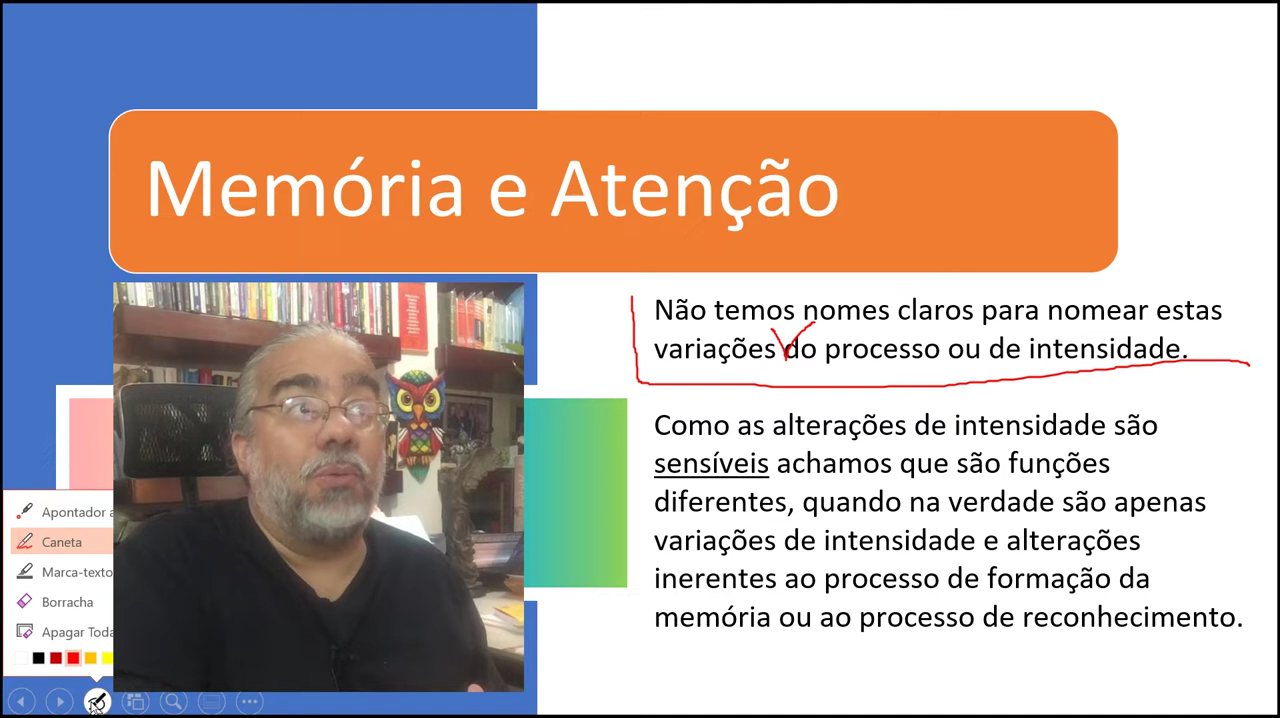 Memória e Atenção
Não temos nomes claros para nomear estas
variações do processo ou de intensidade.
Como as alterações de intensidade são
sensíveis achamos que são funções
diferentes, quando na verdade são apenas
variações de intensidade e alterações
inerentes ao processo de formação da
memória ou ao processo de reconhecimento.
Apontador a
Caneta
Marca-texto
Borracha
Apagar Toda